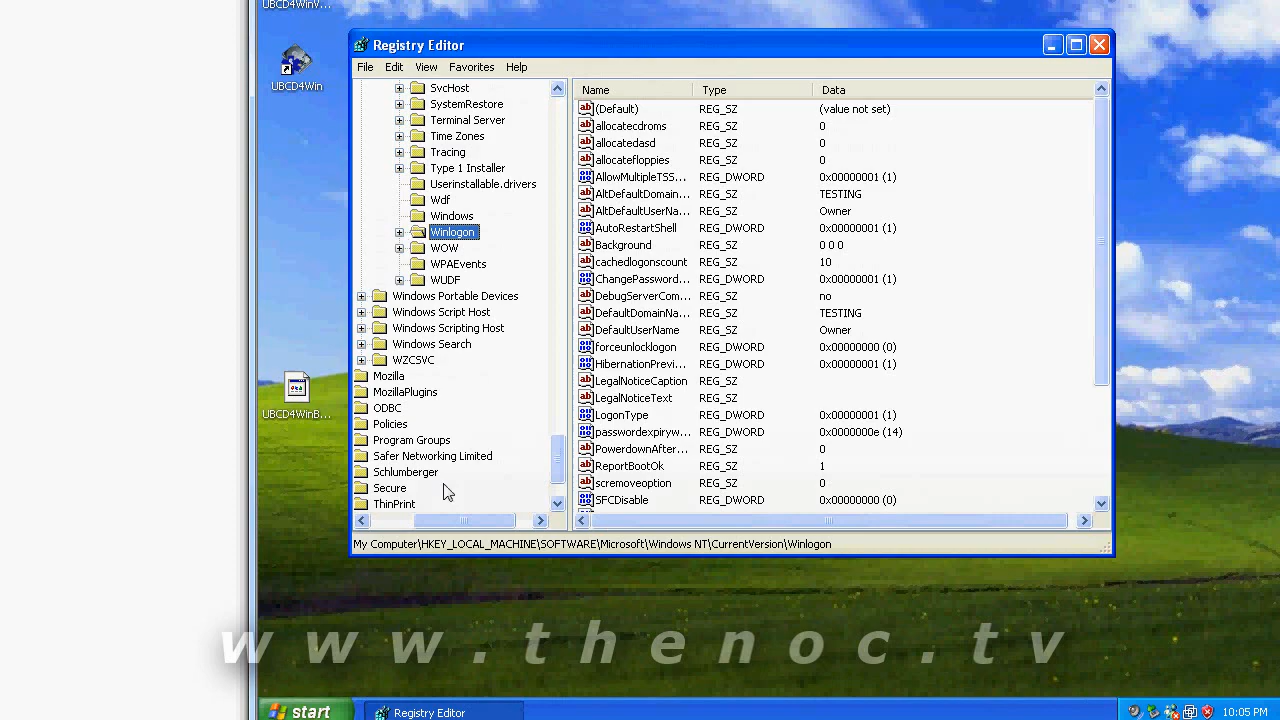 UBCD4WinV...
UBCD4Win
UBCD4WinB...
Registry Editor
File Edit View Favorites Help
SvcHost
SystemRestore
Terminal Server
Time Zones
Tracing
Type 1 Installer
Userinstallable.drivers
Wdf
Windows
Winlogon
WOW
WPAEvents
WUDF
Windows Portable Devices
Windows Script Host
Windows Scripting Host
Windows Search
WZCSVC
Mozilla
MozillaPlugins
ODBC
Policies
Program Groups
Safer Networking Limited
Schlumberger
Secure
ThinPrint
Name Type Data
(Default) REG_SZ (value not set)
allocatecdroms REG_SZ 0
allocatedasd REG_SZ 0
allocatefloppies REG_SZ 0
AllowMultipleTSS... REG_DWORD 0x00000001 (1)
AltDefaultDomain... REG_SZ TESTING
AltDefaultUserNa... REG_SZ Owner
AutoRestartShell REG_DWORD 0x00000001 (1)
Background REG_SZ 0 0 0
cachedlogonscount REG_SZ 10
ChangePassword... REG_DWORD 0x00000001 (1)
DebugServerCom... REG_SZ no
DefaultDomainNa... REG_SZ TESTING
DefaultUserName REG_SZ Owner
forceunlocklogon REG_DWORD 0x00000000 (0)
HibernationPrevi... REG_DWORD 0x00000001 (1)
LegalNoticeCaption REG_SZ
LegalNoticeText REG_SZ
LogonType REG_DWORD 0x00000001 (1)
passwordexpiryw... REG_DWORD 0x0000000e (14)
PowerdownAfter... REG_SZ 0
ReportBootOk REG_SZ 1
scremoveoption REG_SZ 0
SFCDisable REG_DWORD 0x00000000 (0)
My Computer\HKEY_LOCAL_MACHINE\SOFTWARE\Microsoft\Windows NT\CurrentVersion\Winlogon
www.thenoc.tv
start Registry Editor 10:05 PM